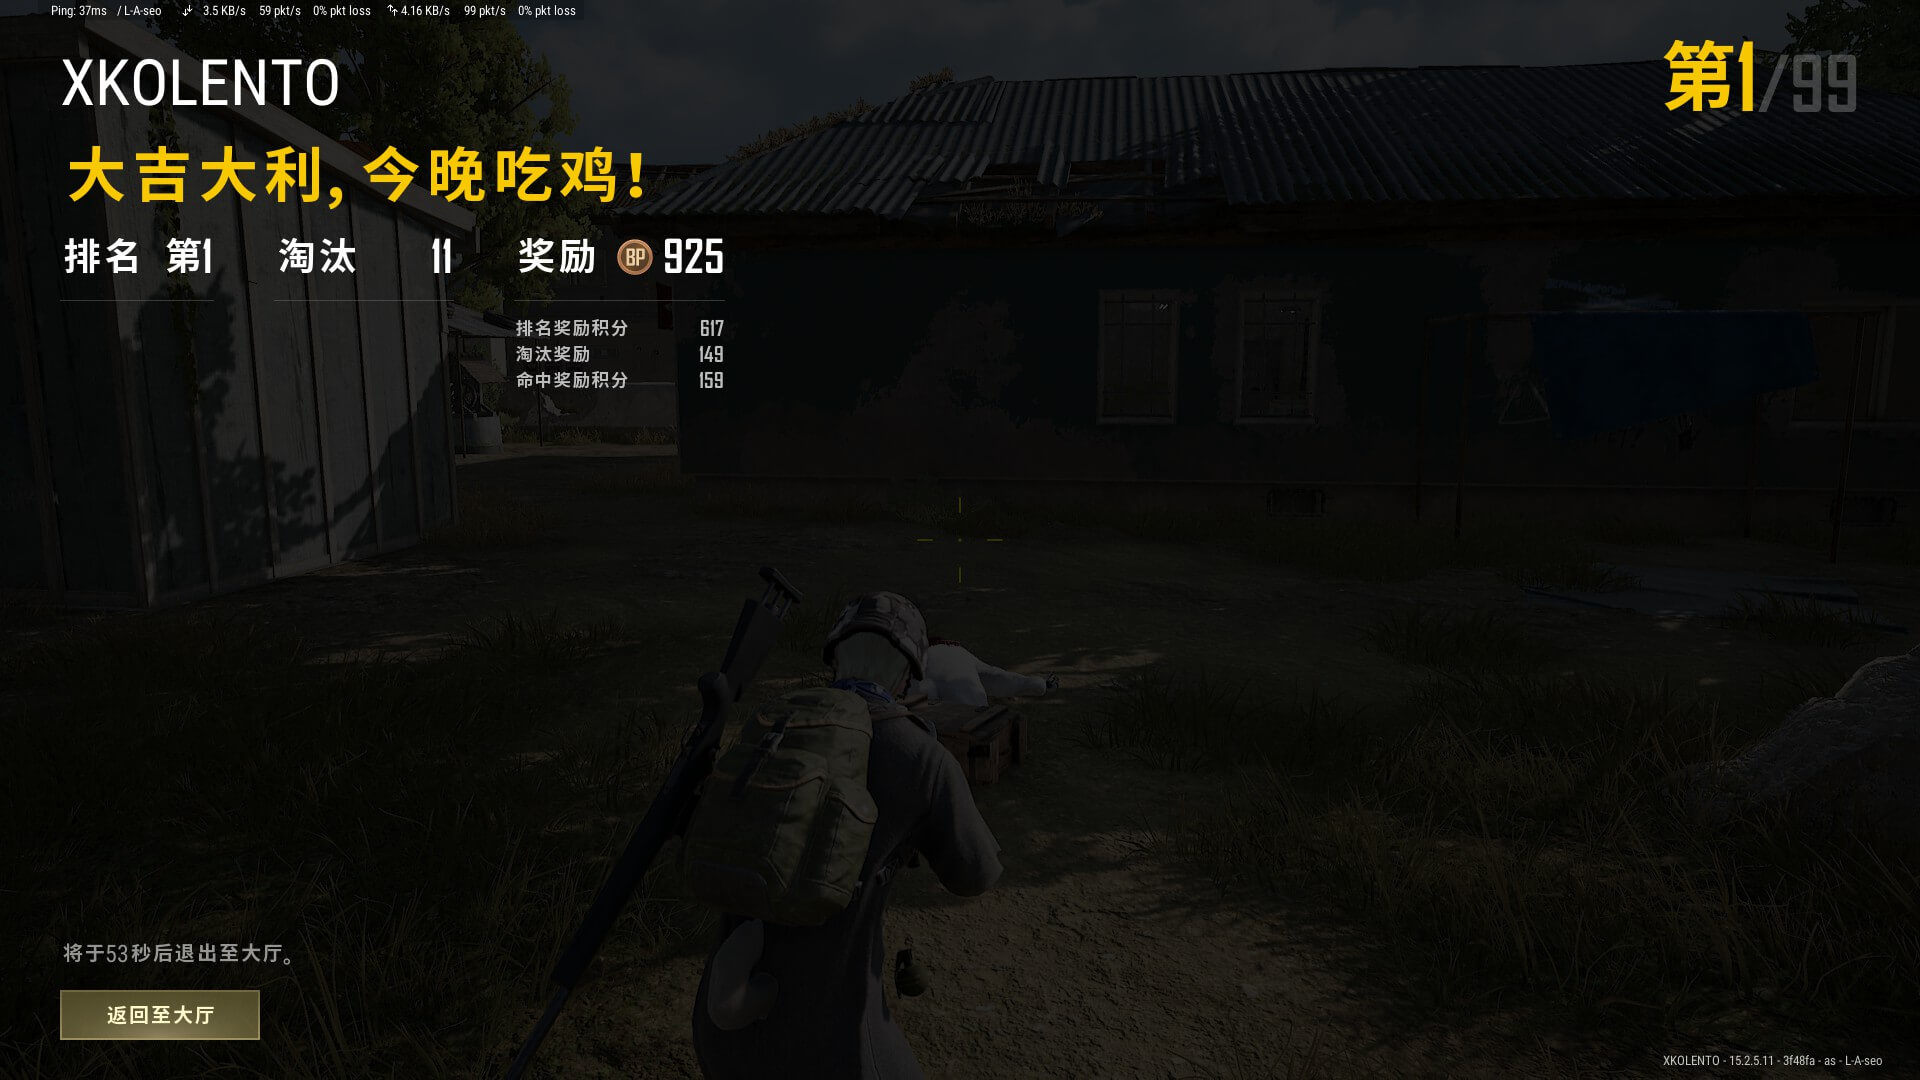 Ping: 37ms / L-A-seo 3.5 KB/s 59 pkt/s 0% pkt loss 4.16 KB/s 99 pkt/s 0% pkt loss
XKOLENTO
第1/99
大吉大利, 今晚吃鸡!
排名 第1 淘汰 11 奖励 BP 925
排名奖励积分 617
淘汰奖励 149
命中奖励积分 159
将于53秒后退出至大厅。
返回至大厅
XKOLENTO - 15.2.5.11 - 3f48fa - as - L-A-seo